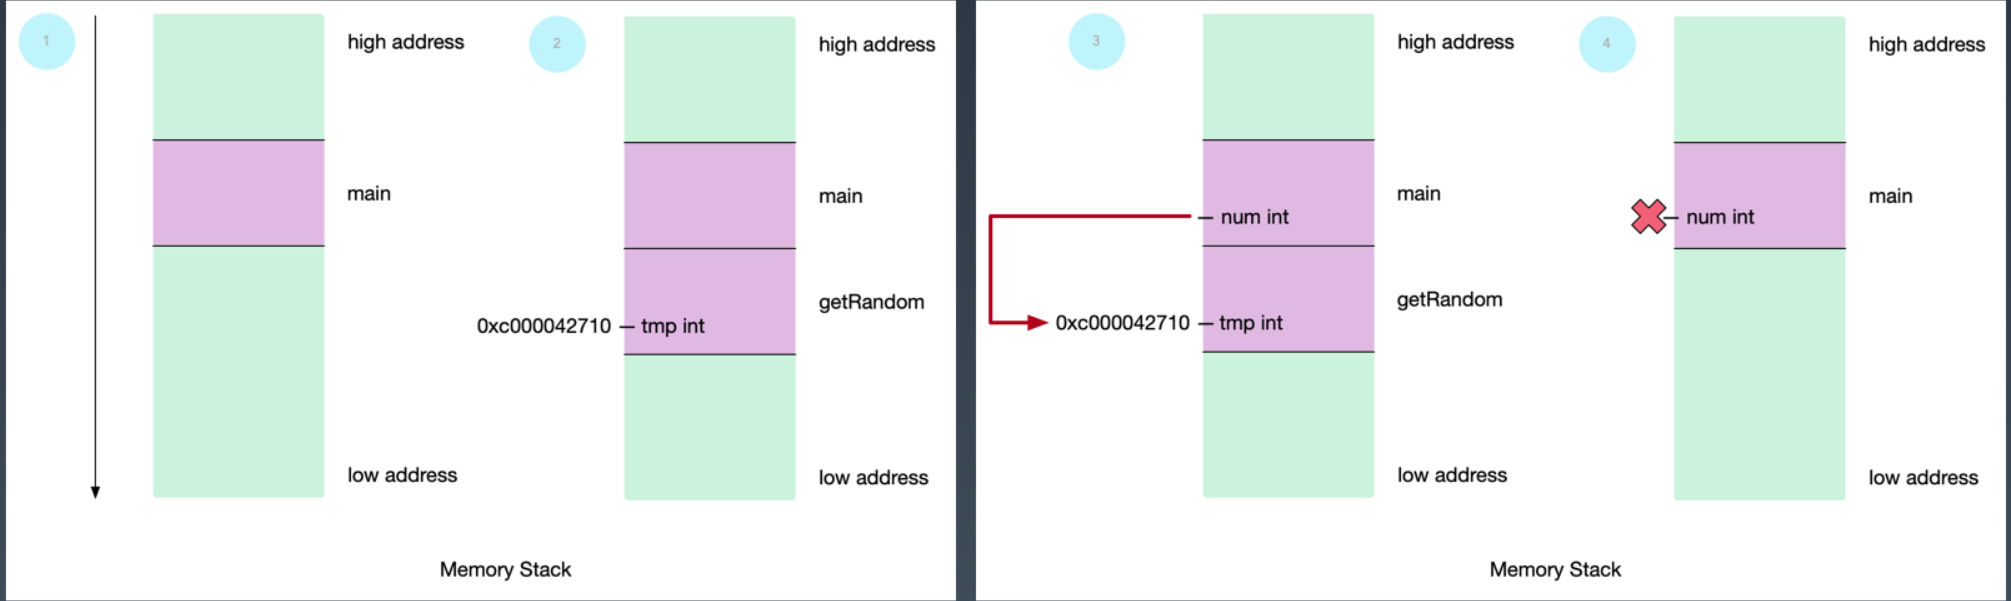 1
high address
main
low address
2
high address
main
getRandom
0xc000042710
tmp int
low address
Memory Stack
3
high address
main
num int
getRandom
0xc000042710
tmp int
low address
4
high address
main
num int
low address
Memory Stack